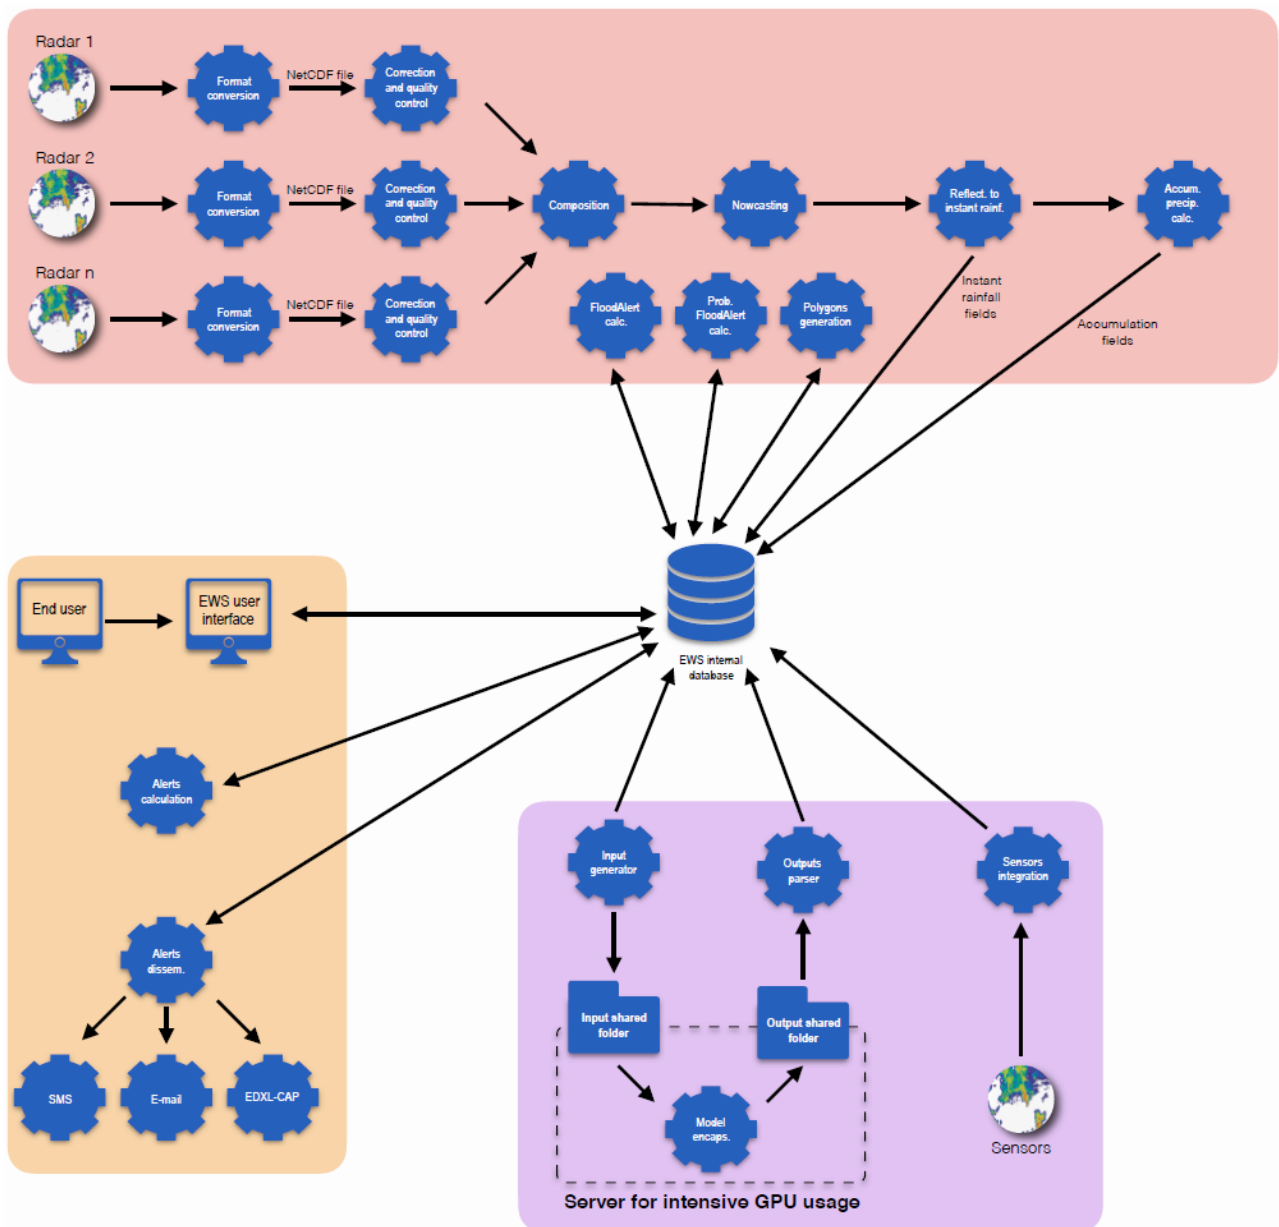 Radar 1
Format
conversion
NetCDF file
Correction
and quality
control
Radar 2
Format
conversion
NetCDF file
Correction
and quality
control
Composition
Nowcasting
Reflect. to
instant rainf.
Accum.
precip.
calc.
Radar n
Format
conversion
NetCDF file
Correction
and quality
control
FloodAlert
calc.
Prob.
FloodAlert
calc.
Polygons
generation
Instant
rainfall
fields
Accumulation
fields
End user
EWS user
interface
EWS internal
database
Alerts
calculation
Input
generator
Outputs
parser
Sensors
integration
Alerts
dissem.
Input shared
folder
Output shared
folder
SMS
E-mail
EDXL-CAP
Model
encaps.
Sensors
Server for intensive GPU usage